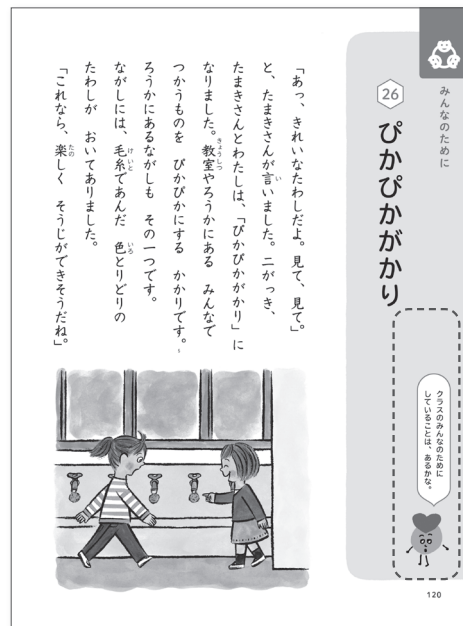 みんなのために
26
ぴかぴかがかり
クラスのみんなのために
していることは、あるかな。
「あっ、きれいなたわしだよ。見て、見て」。
と、たまきさんが言いました。二がっき、
たまきさんとわたしは、「ぴかぴかがかり」に
なりました。教室やろうかにある みんなで
つかうものを ぴかぴかにする かかりです。
ろうかにあるながしも その一つです。
ながしには、毛糸であんだ 色とりどりの
たわしが おいてありました。
「これなら、楽しく そうじができそうだね」。
120